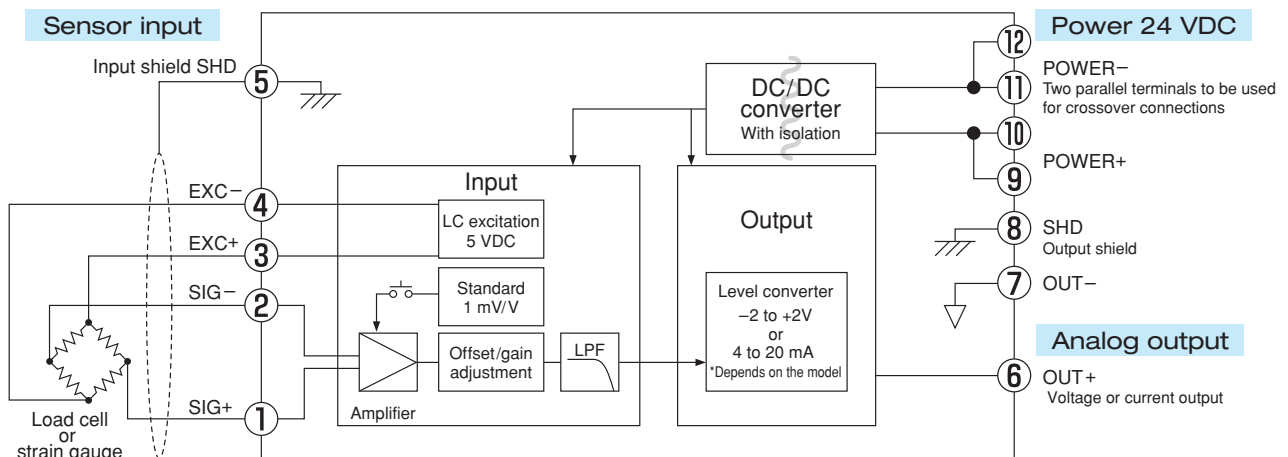 Sensor input
Input shield SHD
5
EXC−
4
EXC+
3
SIG−
2
SIG+
1
Load cell
or
strain gauge
Input
LC excitation
5 VDC
Standard
1 mV/V
Offset/gain
adjustment
LPF
Amplifier
DC/DC
converter
With isolation
Output
Level converter
−2 to +2V
or
4 to 20 mA
*Depends on the model
Power 24 VDC
12
POWER−
11
Two parallel terminals to be used
for crossover connections
10
POWER+
9
8
SHD
Output shield
7
OUT−
Analog output
6
OUT+
Voltage or current output